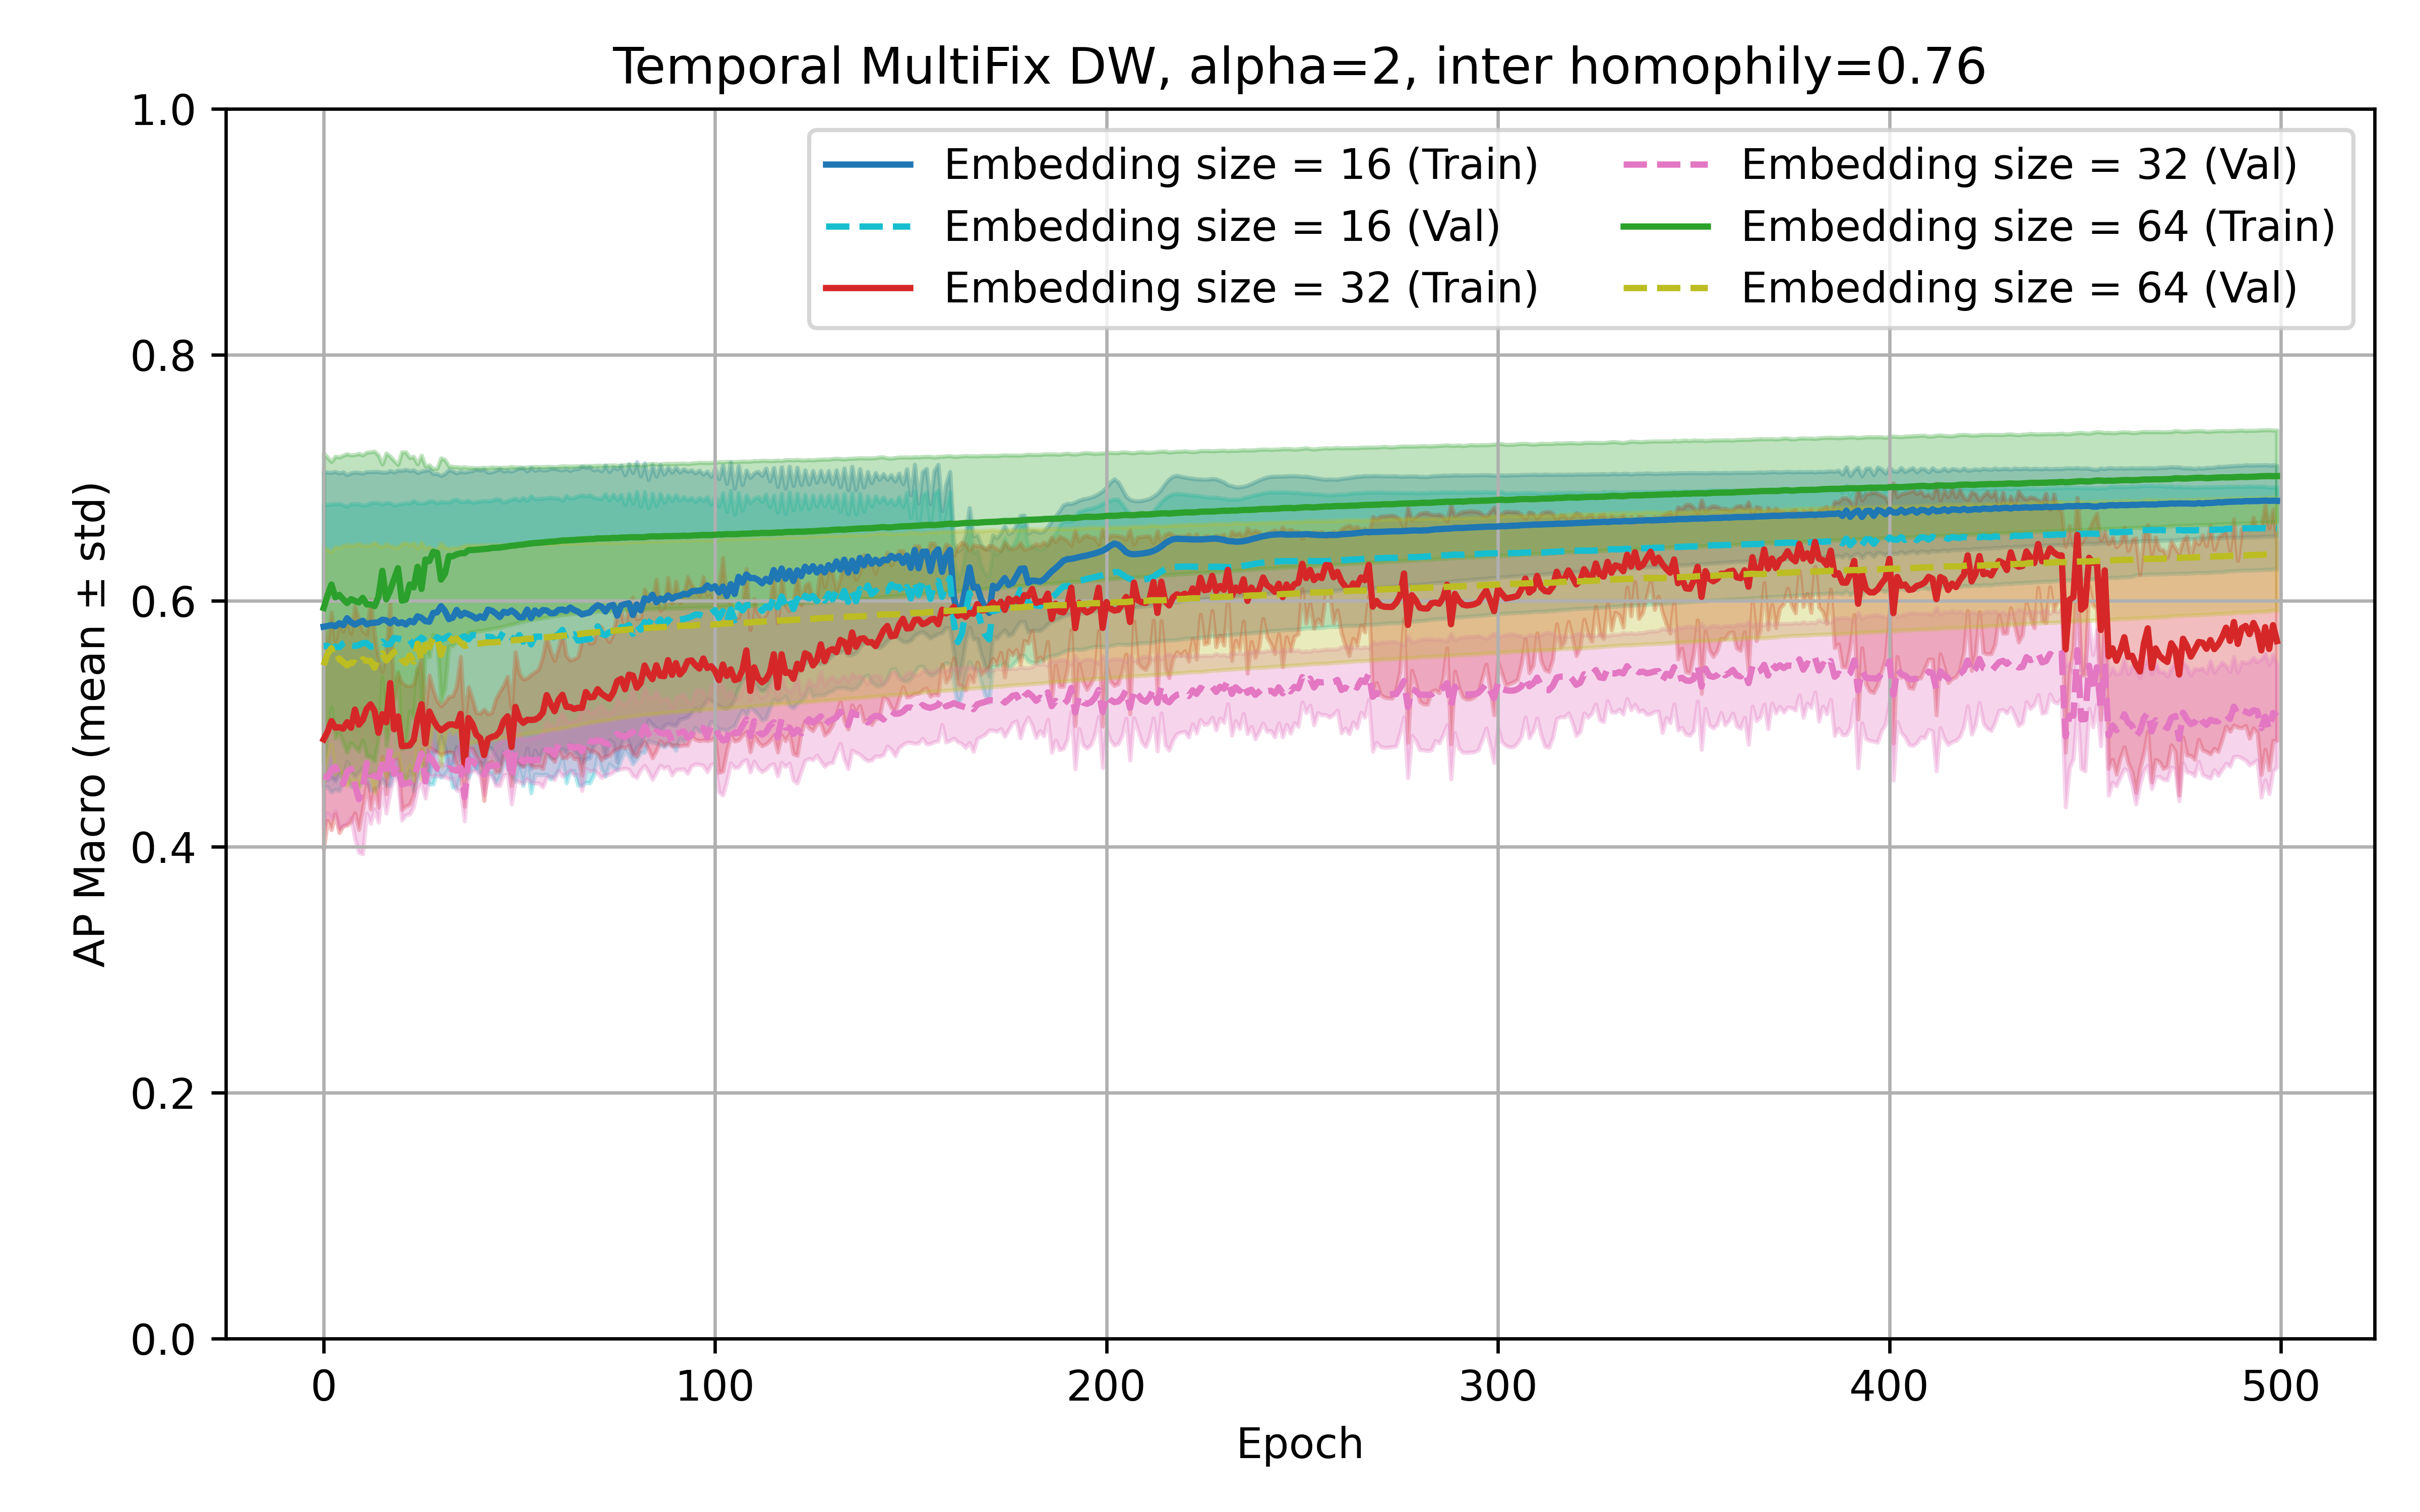 Temporal MultiFix DW, alpha=2, inter homophily=0.76
1.0
0.8
0.6
0.4
0.2
0.0
AP Macro (mean ± std)
Embedding size = 16 (Train)
Embedding size = 16 (Val)
Embedding size = 32 (Train)
Embedding size = 32 (Val)
Embedding size = 64 (Train)
Embedding size = 64 (Val)
0 100 200 300 400 500
Epoch